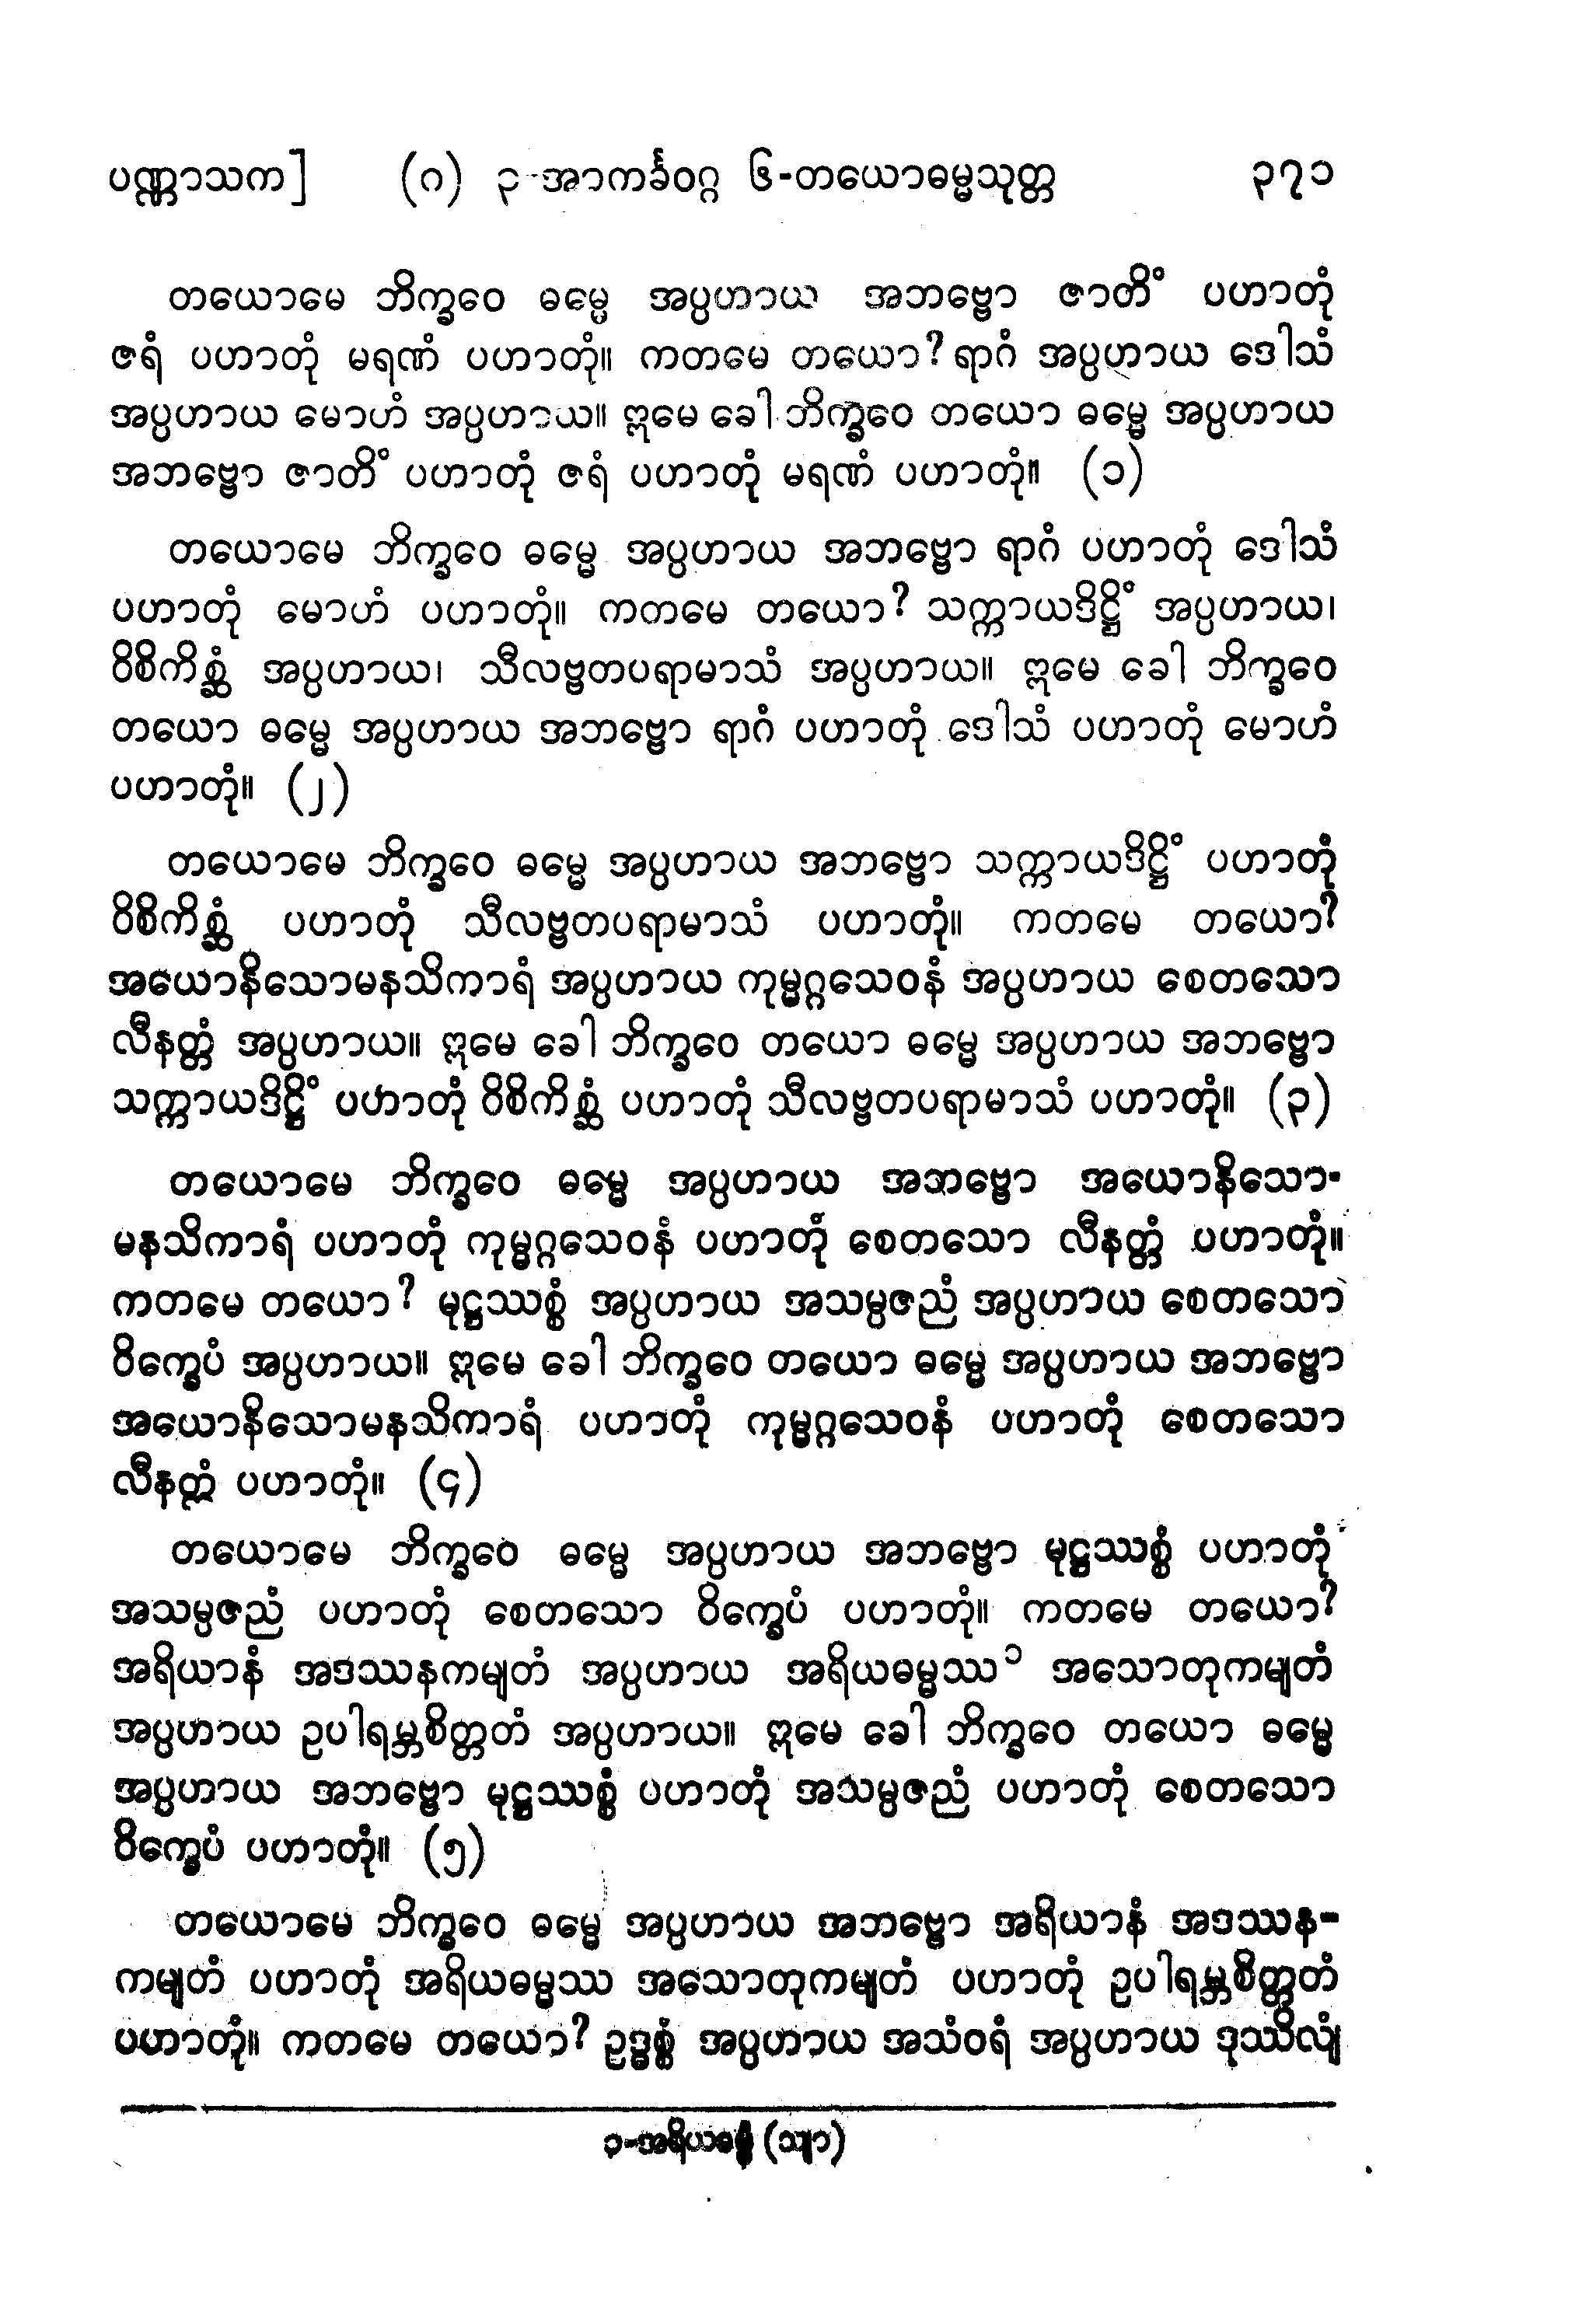 ပဏ္ဏာသက] (ဂ) ၃-အာကင်္ခဝဂ္ဂ ၆-တယောဓမ္မသုတ္တ ၃၇၁
တယောမေ ဘိက္ခဝေ ဓမ္မေ အပ္ပဟာယ အဘဗ္ဗော ဇာတိံ ပဟာတုံ
ဇရံ ပဟာတုံ မရဏံ ပဟာတုံ။ ကတမေ တယော? ရာဂံ အပ္ပဟာယ ဒေါသံ
အပ္ပဟာယ မောဟံ အပ္ပဟာယ။ ဣမေ ခေါ ဘိက္ခဝေ တယော ဓမ္မေ အပ္ပဟာယ
အဘဗ္ဗော ဇာတိံ ပဟာတုံ ဇရံ ပဟာတုံ မရဏံ ပဟာတုံ။ (၁)
တယောမေ ဘိက္ခဝေ ဓမ္မေ အပ္ပဟာယ အဘဗ္ဗော ရာဂံ ပဟာတုံ ဒေါသံ
ပဟာတုံ မောဟံ ပဟာတုံ။ ကတမေ တယော? သက္ကာယဒိဋ္ဌိံ အပ္ပဟာယ၊
ဝိစိကိစ္ဆံ အပ္ပဟာယ၊ သီလဗ္ဗတပရာမာသံ အပ္ပဟာယ။ ဣမေ ခေါ ဘိက္ခဝေ
တယော ဓမ္မေ အပ္ပဟာယ အဘဗ္ဗော ရာဂံ ပဟာတုံ ဒေါသံ ပဟာတုံ မောဟံ
ပဟာတုံ။ (၂)
တယောမေ ဘိက္ခဝေ ဓမ္မေ အပ္ပဟာယ အဘဗ္ဗော သက္ကာယဒိဋ္ဌိံ ပဟာတုံ
ဝိစိကိစ္ဆံ ပဟာတုံ သီလဗ္ဗတပရာမာသံ ပဟာတုံ။ ကတမေ တယော?
အယောနိသောမနသိကာရံ အပ္ပဟာယ ကုမ္မဂ္ဂသေဝနံ အပ္ပဟာယ စေတသော
လီနတ္တံ အပ္ပဟာယ။ ဣမေ ခေါ ဘိက္ခဝေ တယော ဓမ္မေ အပ္ပဟာယ အဘဗ္ဗော
သက္ကာယဒိဋ္ဌိံ ပဟာတုံ ဝိစိကိစ္ဆံ ပဟာတုံ သီလဗ္ဗတပရာမာသံ ပဟာတုံ။ (၃)
တယောမေ ဘိက္ခဝေ ဓမ္မေ အပ္ပဟာယ အဘဗ္ဗော အယောနိသော-
မနသိကာရံ ပဟာတုံ ကုမ္မဂ္ဂသေဝနံ ပဟာတုံ စေတသော လီနတ္တံ ပဟာတုံ။
ကတမေ တယော? မုဋ္ဌဿစ္စံ အပ္ပဟာယ အသမ္ပဇညံ အပ္ပဟာယ စေတသော
ဝိက္ခေပံ အပ္ပဟာယ။ ဣမေ ခေါ ဘိက္ခဝေ တယော ဓမ္မေ အပ္ပဟာယ အဘဗ္ဗော
အယောနိသောမနသိကာရံ ပဟာတုံ ကုမ္မဂ္ဂသေဝနံ ပဟာတုံ စေတသော
လီနတ္တံ ပဟာတုံ။ (၄)
တယောမေ ဘိက္ခဝေ ဓမ္မေ အပ္ပဟာယ အဘဗ္ဗော မုဋ္ဌဿစ္စံ ပဟာတုံ
အသမ္ပဇညံ ပဟာတုံ စေတသော ဝိက္ခေပံ ပဟာတုံ။ ကတမေ တယော?
အရိယာနံ အဒဿနကမျတံ အပ္ပဟာယ အရိယဓမ္မဿ ၁ အသောတုကမျတံ
အပ္ပဟာယ ဥပါရမ္ဘစိတ္တတံ အပ္ပဟာယ။ ဣမေ ခေါ ဘိက္ခဝေ တယော ဓမ္မေ
အပ္ပဟာယ အဘဗ္ဗော မုဋ္ဌဿစ္စံ ပဟာတုံ အသမ္ပဇညံ ပဟာတုံ စေတသော
ဝိက္ခေပံ ပဟာတုံ။ (၅)
တယောမေ ဘိက္ခဝေ ဓမ္မေ အပ္ပဟာယ အဘဗ္ဗော အရိယာနံ အဒဿန-
ကမျတံ ပဟာတုံ အရိယဓမ္မဿ အသောတုကမျတံ ပဟာတုံ ဥပါရမ္ဘစိတ္တတံ
ပဟာတုံ။ ကတမေ တယော? ဥဒ္ဓစ္စံ အပ္ပဟာယ အသံဝရံ အပ္ပဟာယ ဒုဿီလျံ
၁-အရိယဓမ္မံ (သျာ)